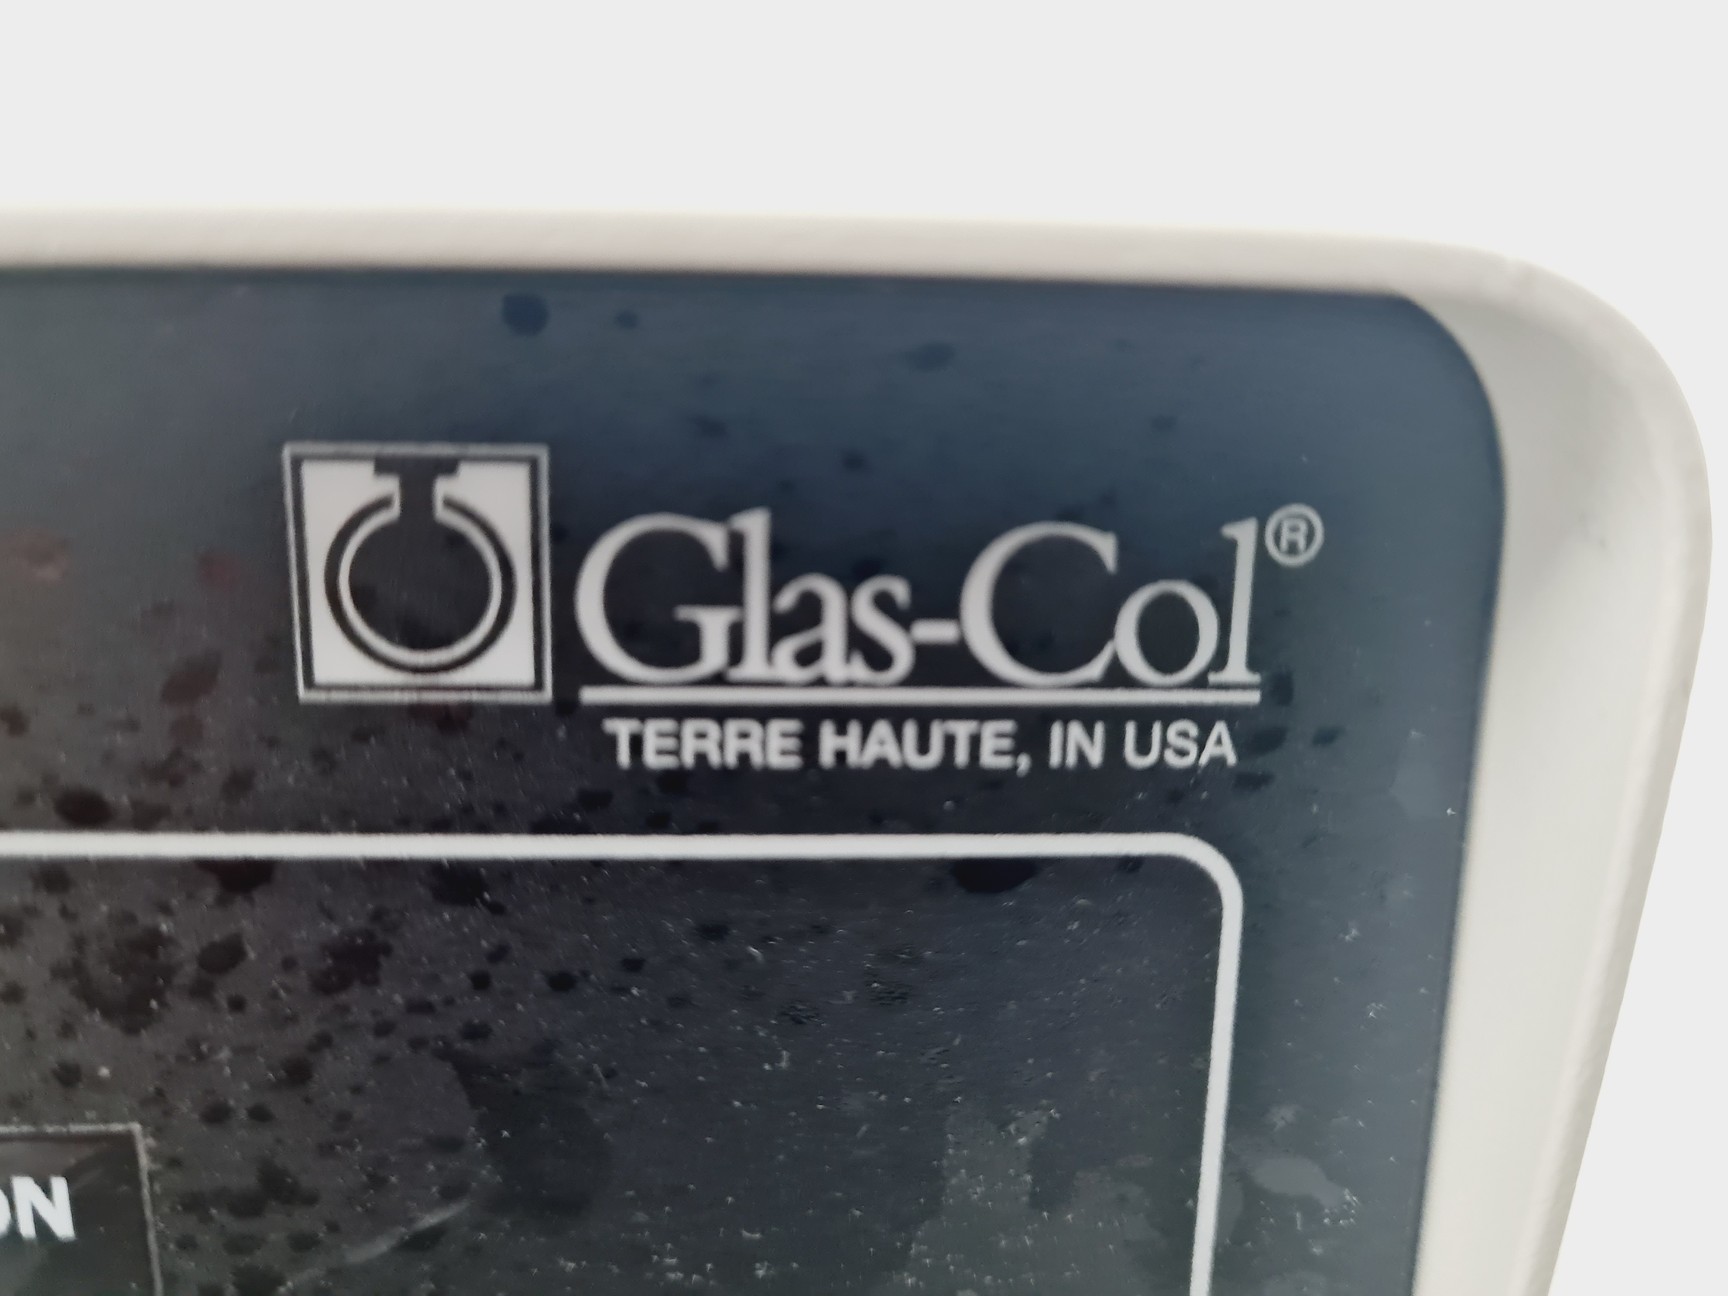 Glas-Col®
TERRE HAUTE, IN USA
ON